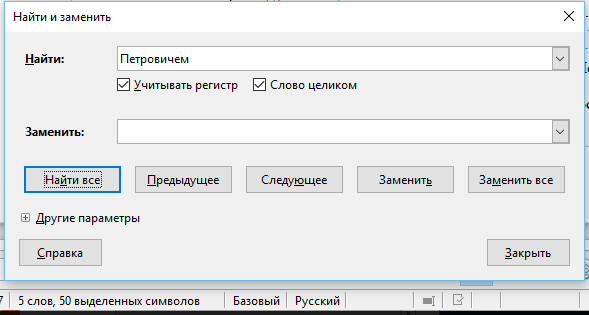 Найти и заменить
Найти:
Петровичем
Учитывать регистр
Слово целиком
Заменить:
Найти все
Предыдущее
Следующее
Заменить
Заменить все
Другие параметры
Справка
Закрыть
5 слов, 50 выделенных символов
Базовый
Русский